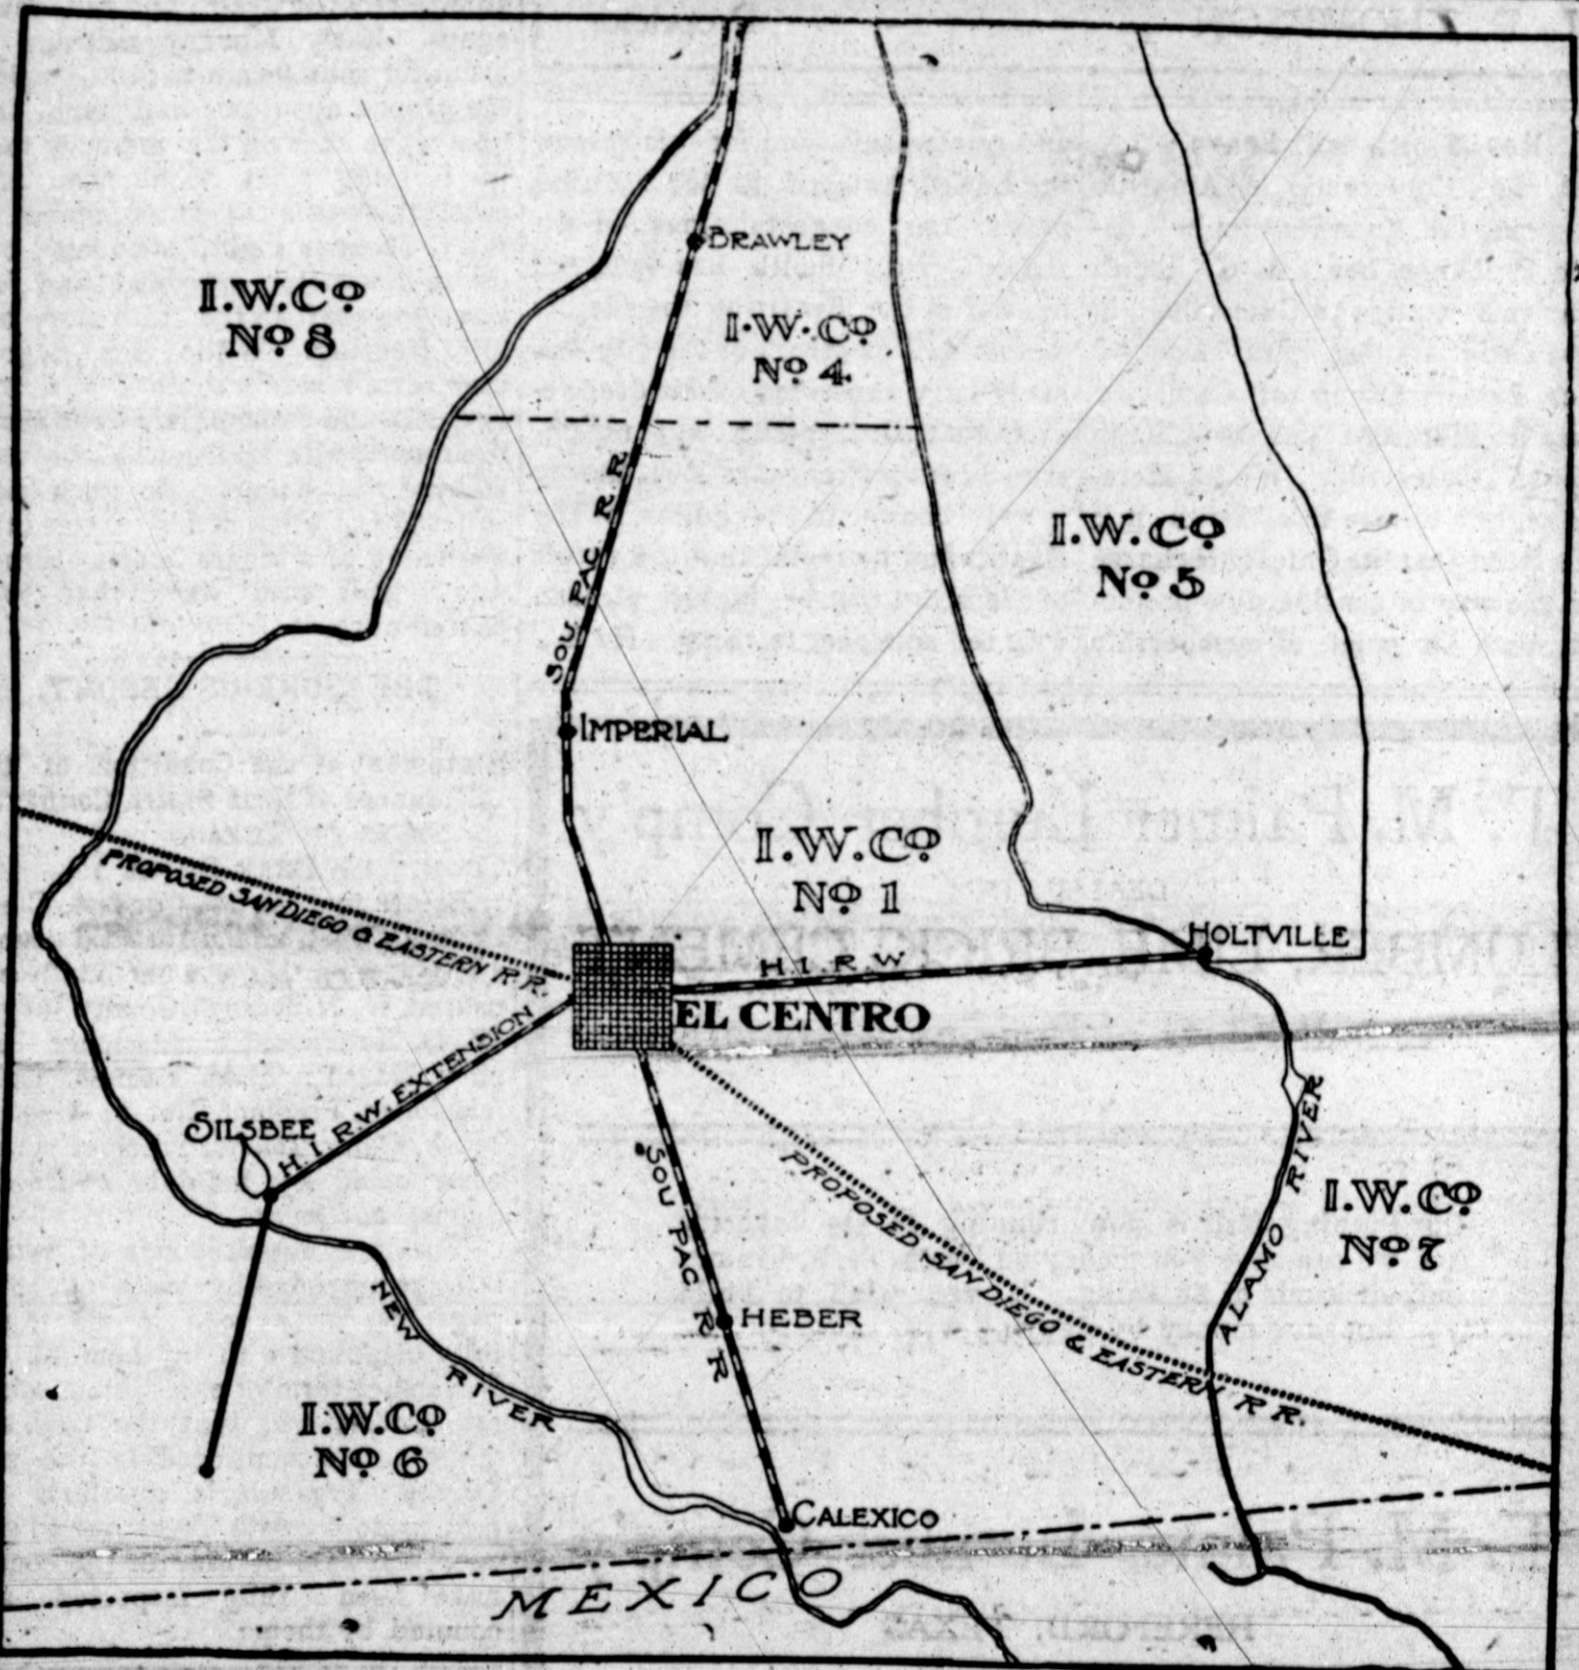 BRAWLEY
I.W.Co
No 8
I.W.Co
No 4
SOU. PAC R R
I.W.Co
No 5
IMPERIAL
I.W.Co
No 1
PROPOSED SAN DIEGO & EASTERN R R.
HOLTVILLE
H. I. R W
EL CENTRO
H. I R.W. EXTENSION
SILSBEE
SOU PAC R R
PROPOSED SAN DIEGO & EASTERN R R.
ALAMO RIVER
I.W.Co
No 7
NEW RIVER
HEBER
I.W.Co
No 6
CALEXICO
MEXICO